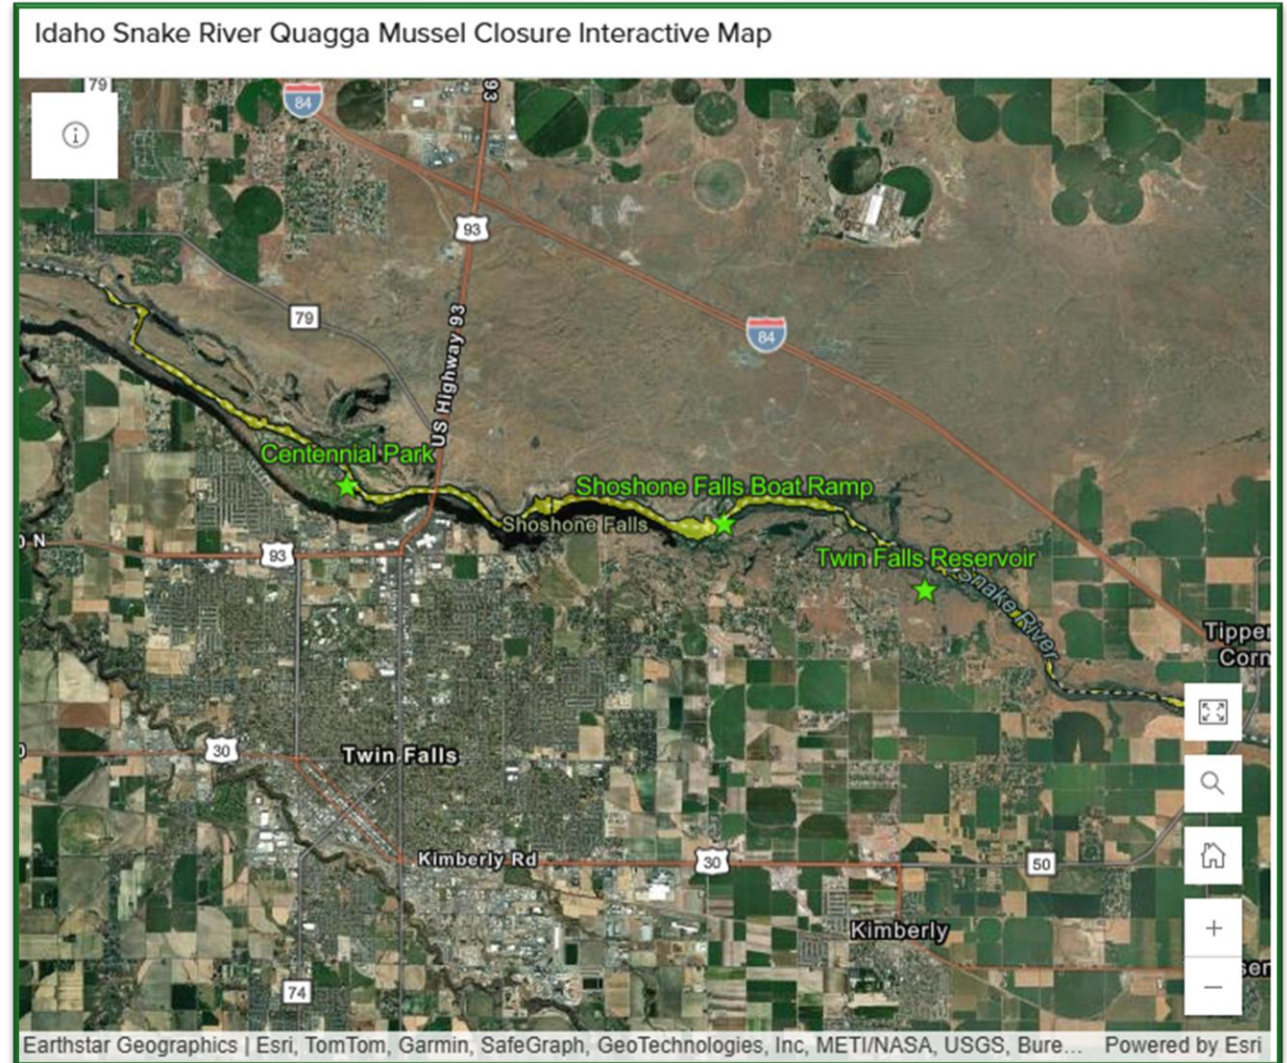 Idaho Snake River Quagga Mussel Closure Interactive Map
79
84
93
93
79
US Highway 93
84
Centennial Park
Shoshone Falls Boat Ramp
Shoshone Falls
0 N
93
Twin Falls Reservoir
Snake River
Tipper
Corn
30
Twin Falls
Kimberly Rd
30
50
Kimberly
sen
74
Earthstar Geographics | Esri, TomTom, Garmin, SafeGraph, GeoTechnologies, Inc, METI/NASA, USGS, Bure... Powered by Esri